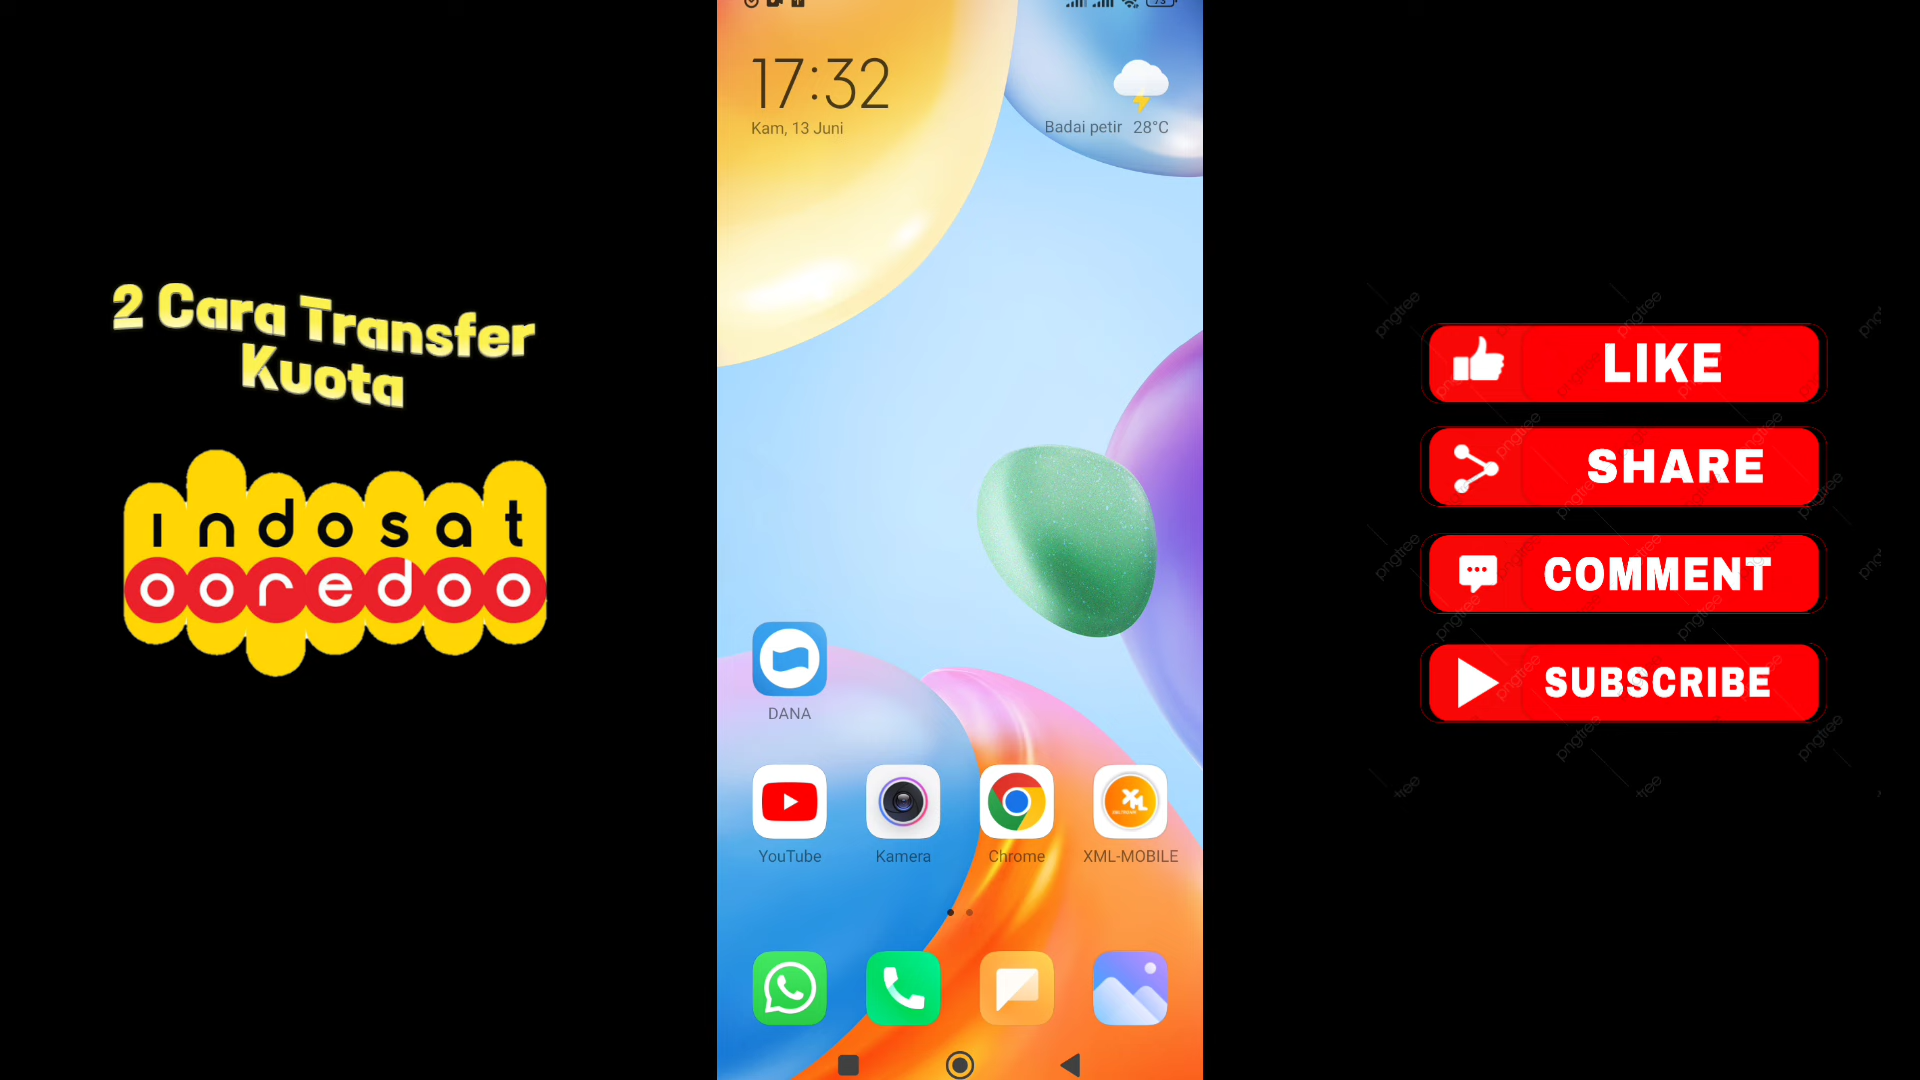 2 Cara Transfer
Kuota
indosat
ooredoo
17:32
Kam, 13 Juni
Badai petir 28°C
DANA
YouTube
Kamera
Chrome
XML-MOBILE
LIKE
SHARE
COMMENT
SUBSCRIBE
pngtree